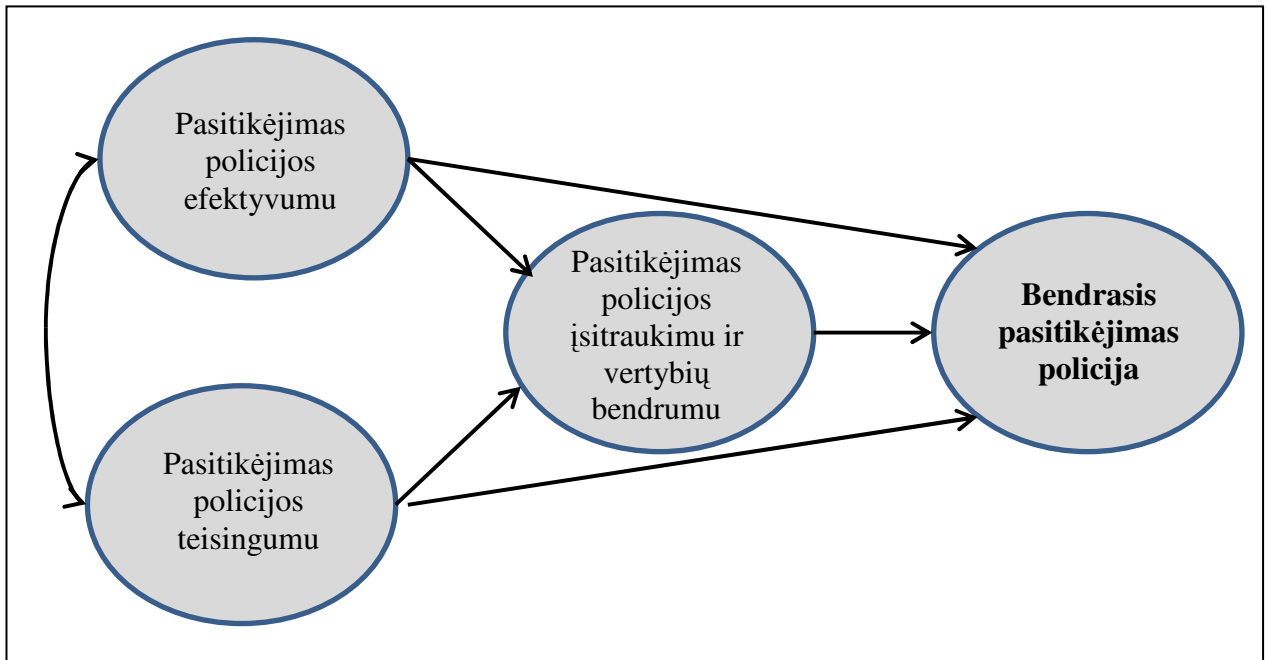 Pasitikėjimas
policijos
efektyvumu
Pasitikėjimas
policijos
įsitraukimu ir
vertybių
bendrumu
Bendrasis
pasitikėjimas
policija
Pasitikėjimas
policijos
teisingumu